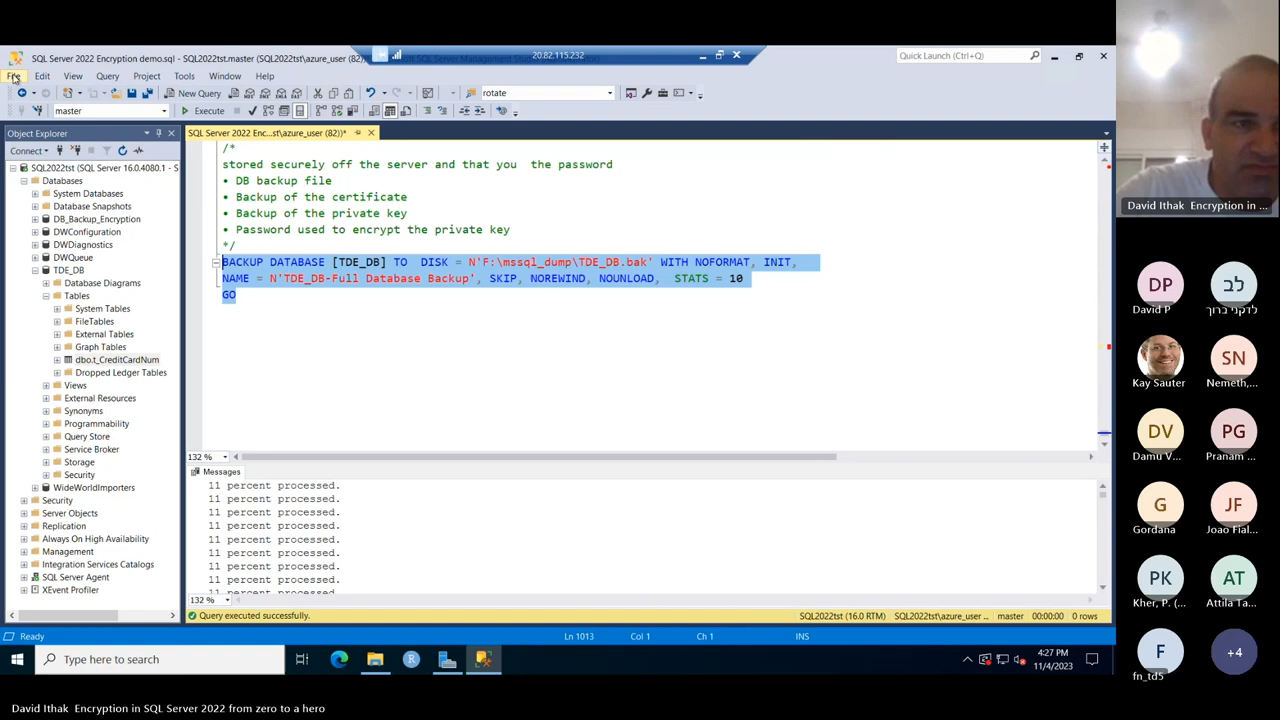 SQL Server 2022 Encryption demo.sql - SQL2022tst.master (SQL2022tst\azure_user (82))
20.82.115.232
Quick Launch (Ctrl+Q)
File Edit View Query Project Tools Window Help
New Query
rotate
master
Execute
Object Explorer
Connect
SQL2022tst (SQL Server 16.0.4080.1 - S
Databases
System Databases
Database Snapshots
DB_Backup_Encryption
DWConfiguration
DWDiagnostics
DWQueue
TDE_DB
Database Diagrams
Tables
System Tables
FileTables
External Tables
Graph Tables
dbo.t_CreditCardNum
Dropped Ledger Tables
Views
External Resources
Synonyms
Programmability
Query Store
Service Broker
Storage
Security
WideWorldImporters
Security
Server Objects
Replication
Always On High Availability
Management
Integration Services Catalogs
SQL Server Agent
XEvent Profiler
SQL Server 2022 Enc...st\azure_user (82))*
/*
stored securely off the server and that you  the password
• DB backup file
• Backup of the certificate
• Backup of the private key
• Password used to encrypt the private key
*/
BACKUP DATABASE [TDE_DB] TO  DISK = N'F:\mssql_dump\TDE_DB.bak' WITH NOFORMAT, INIT,
NAME = N'TDE_DB-Full Database Backup', SKIP, NOREWIND, NOUNLOAD,  STATS = 10
GO
132 %
Messages
11 percent processed.
11 percent processed.
11 percent processed.
11 percent processed.
11 percent processed.
11 percent processed.
11 percent processed.
11 percent processed.
132 %
Query executed successfully.
SQL2022tst (16.0 RTM) SQL2022tst\azure_user ... master 00:00:00 0 rows
Ready
Ln 1013 Col 1 Ch 1 INS
Type here to search
4:27 PM
11/4/2023
David Ithak Encryption in ...
DP
David P
לב
לדקני ברוך
Kay Sauter
SN
Nemeth,...
DV
Damu V...
PG
Pranam ...
G
Gordana
JF
Joao Fial...
PK
Kher, P. (...
AT
Attila Ta...
F
fn_td5
+4
David Ithak  Encryption in SQL Server 2022 from zero to a hero